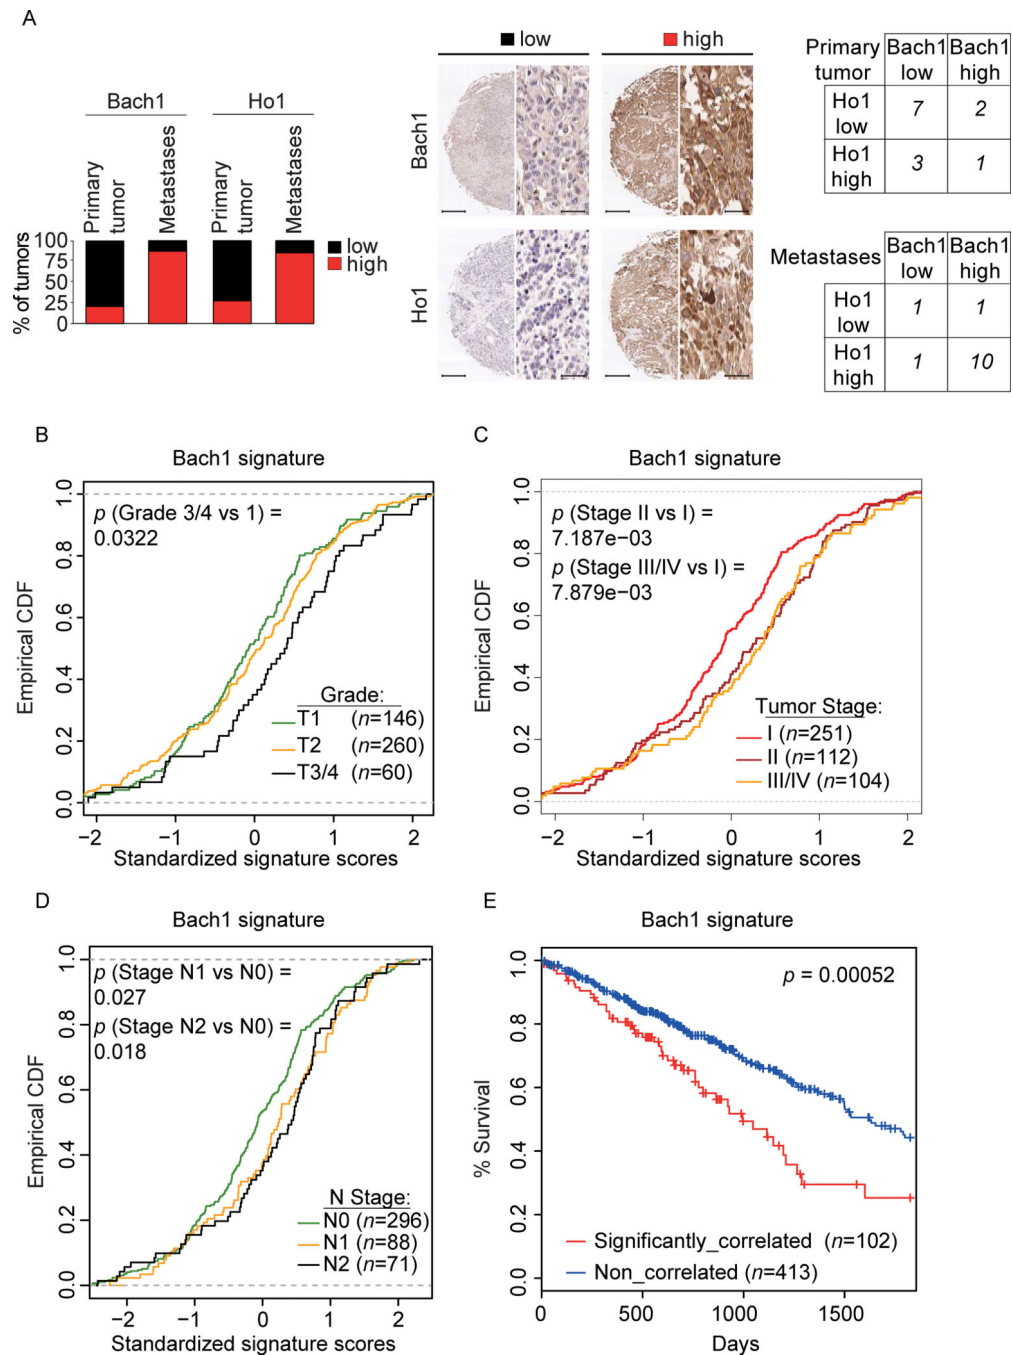 A
Bach1
Ho1
Primary
tumor
Metastases
Primary
tumor
Metastases
% of tumors
100
75
50
25
0
low
high
low
high
Bach1
Ho1
Primary
tumor
Bach1
low
Bach1
high
Ho1
low
7
2
Ho1
high
3
1
Metastases
Bach1
low
Bach1
high
Ho1
low
1
1
Ho1
high
1
10
B
Bach1 signature
p (Grade 3/4 vs 1) =
0.0322
Empirical CDF
1.0
0.8
0.6
0.4
0.2
0.0
Grade:
T1 (n=146)
T2 (n=260)
T3/4 (n=60)
−2 −1 0 1 2
Standardized signature scores
C
Bach1 signature
p (Stage II vs I) =
7.187e−03
p (Stage III/IV vs I) =
7.879e−03
Empirical CDF
1.0
0.8
0.6
0.4
0.2
0.0
Tumor Stage:
I (n=251)
II (n=112)
III/IV (n=104)
−2 −1 0 1 2
Standardized signature scores
D
Bach1 signature
p (Stage N1 vs N0) =
0.027
p (Stage N2 vs N0) =
0.018
Empirical CDF
1.0
0.8
0.6
0.4
0.2
0.0
N Stage:
N0 (n=296)
N1 (n=88)
N2 (n=71)
−2 −1 0 1 2
Standardized signature scores
E
Bach1 signature
p = 0.00052
% Survival
1.0
0.8
0.6
0.4
0.2
0.0
Significantly_correlated (n=102)
Non_correlated (n=413)
0 500 1000 1500
Days